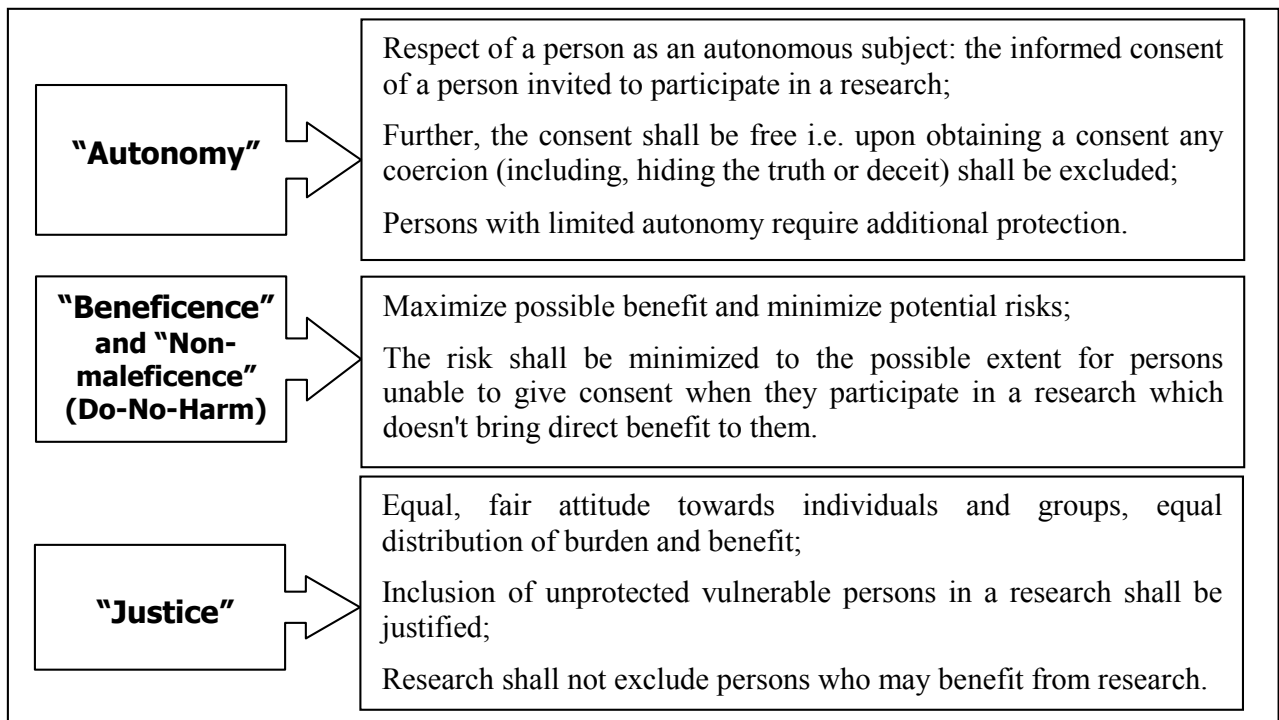 “Autonomy”
Respect of a person as an autonomous subject: the informed consent
of a person invited to participate in a research;
Further, the consent shall be free i.e. upon obtaining a consent any
coercion (including, hiding the truth or deceit) shall be excluded;
Persons with limited autonomy require additional protection.
“Beneficence”
and “Non-
maleficence”
(Do-No-Harm)
Maximize possible benefit and minimize potential risks;
The risk shall be minimized to the possible extent for persons
unable to give consent when they participate in a research which
doesn't bring direct benefit to them.
“Justice”
Equal, fair attitude towards individuals and groups, equal
distribution of burden and benefit;
Inclusion of unprotected vulnerable persons in a research shall be
justified;
Research shall not exclude persons who may benefit from research.